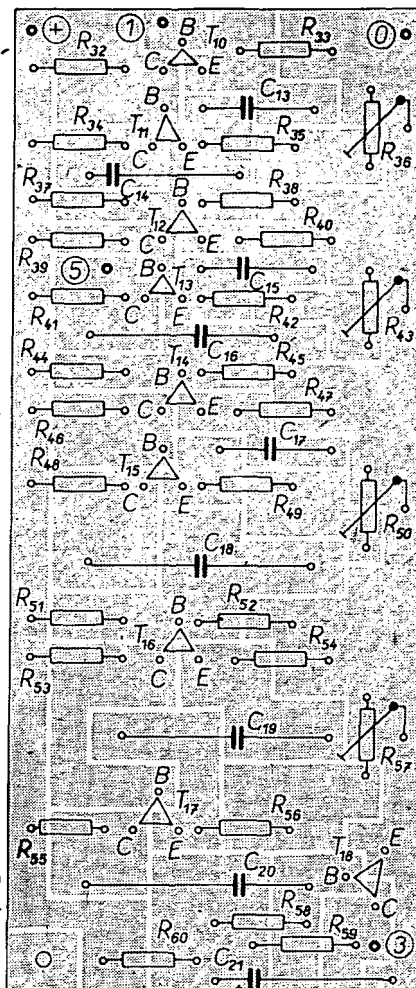 + 1 T10 R33 0
R32 B C E
B C13
R34 T11 R35 R36
C E
R37 C14 B R38
T12 R40
C E
R39 5 B T13 C15
R41 C E R42 R43
R44 T14 C16 R45
B R47
C E
R46 B C17
R48 T15
C E R49 R50
C18
R51 B R52
T16 R54
R53 C E
C19
R57
B
T17 R56 E
R55 C E T18
C20 B
R58 C
R60 R59 3
C21